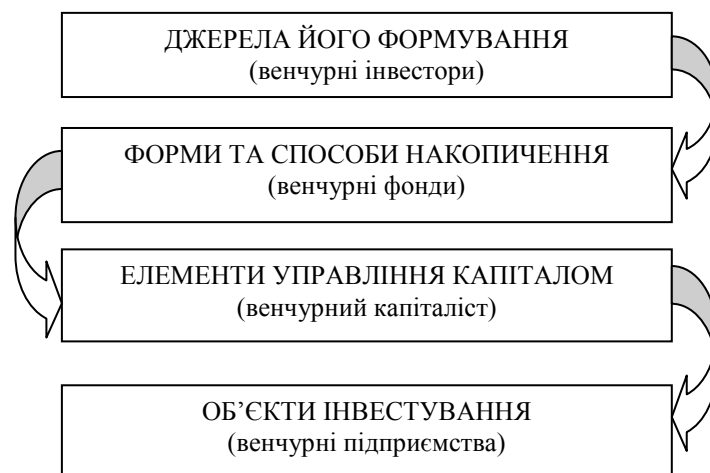 ДЖЕРЕЛА ЙОГО ФОРМУВАННЯ
(венчурні інвестори)
ФОРМИ ТА СПОСОБИ НАКОПИЧЕННЯ
(венчурні фонди)
ЕЛЕМЕНТИ УПРАВЛІННЯ КАПІТАЛОМ
(венчурний капіталіст)
ОБ’ЄКТИ ІНВЕСТУВАННЯ
(венчурні підприємства)